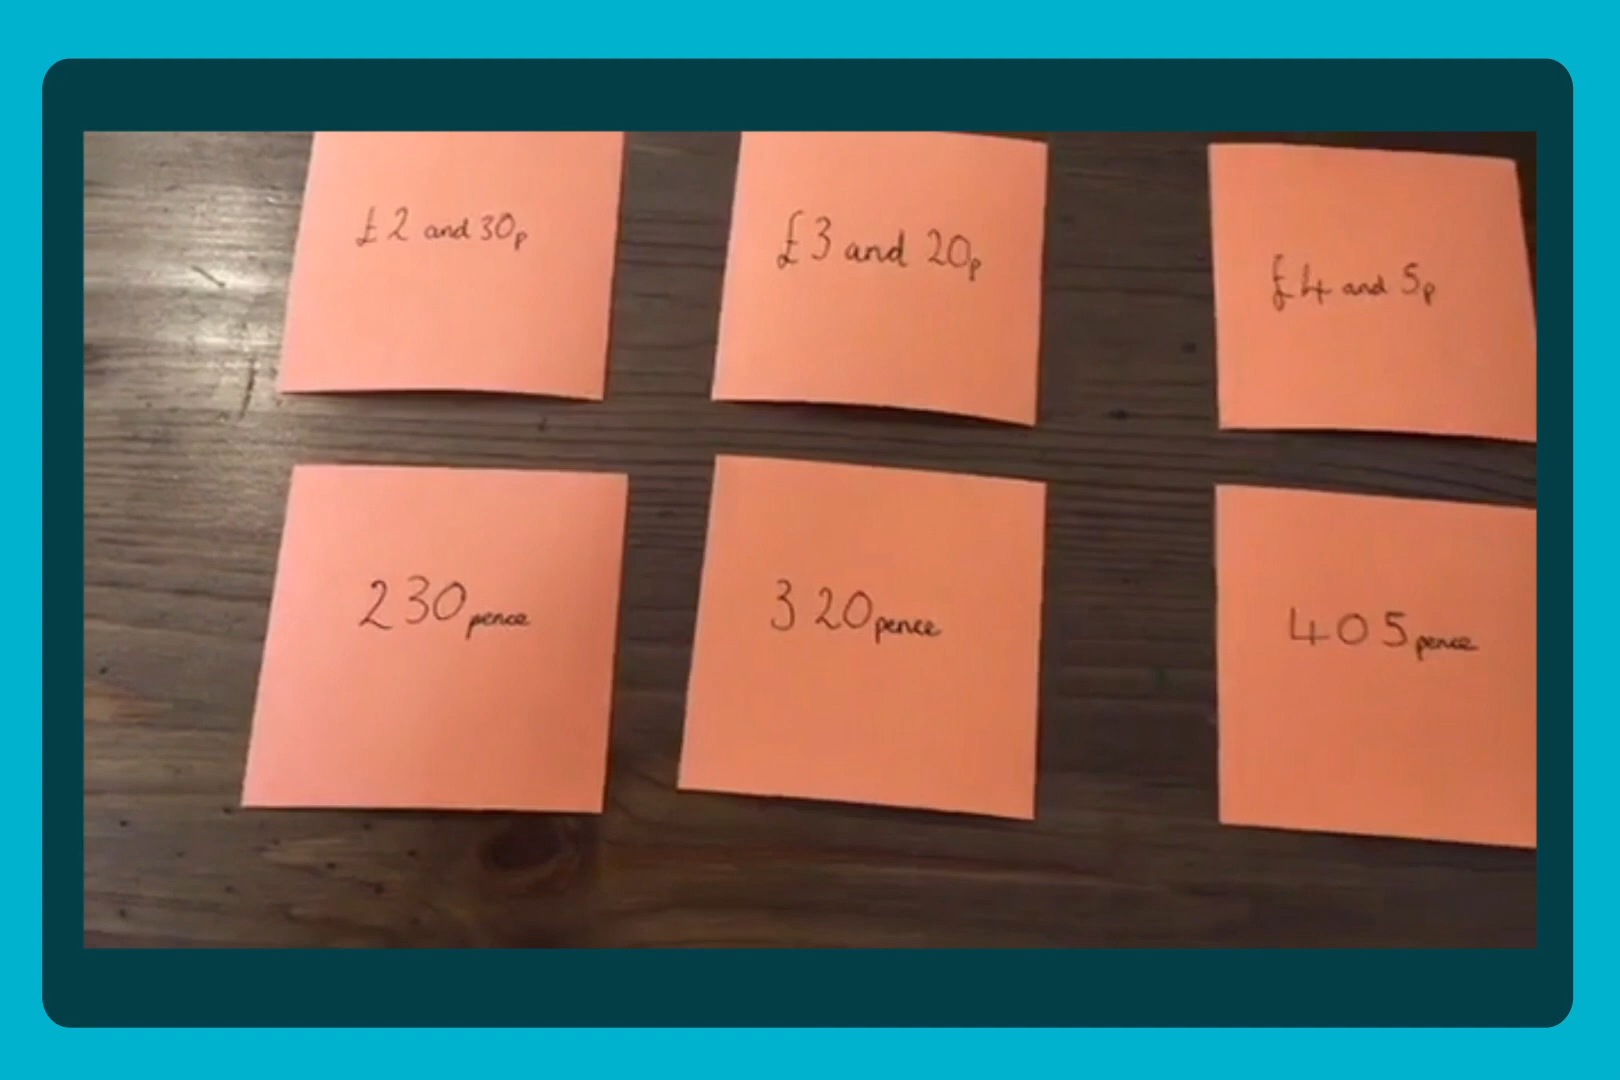 £2 and 30p
£3 and 20p
£4 and 5p
230 pence
320 pence
405 pence